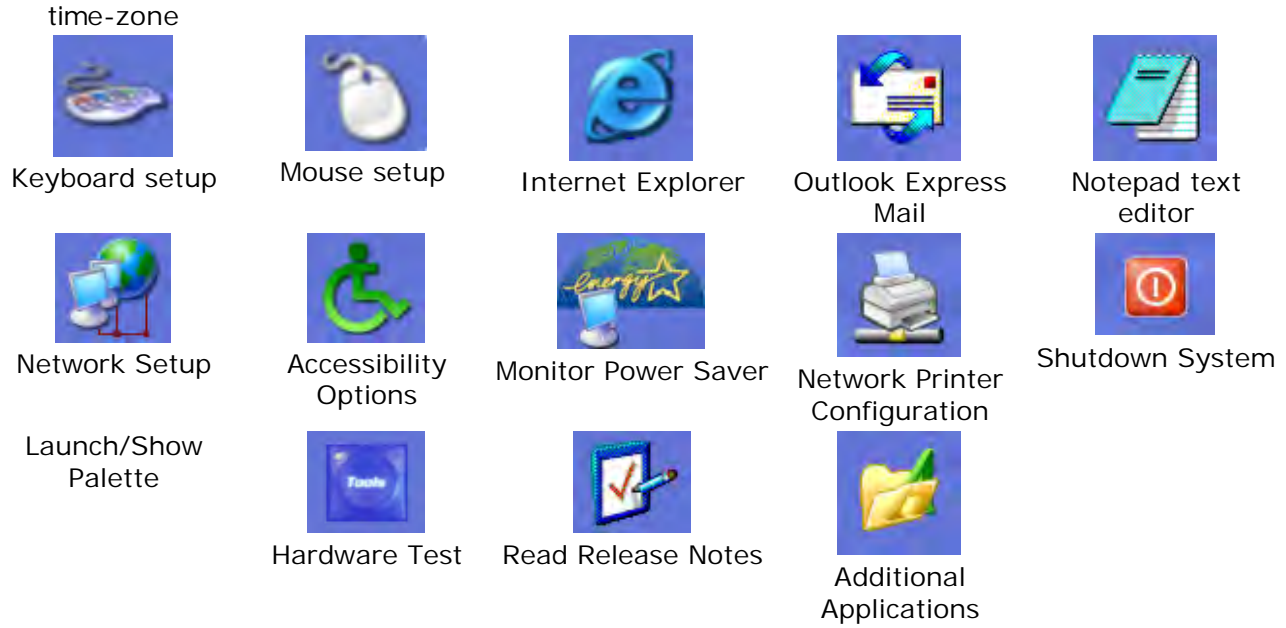 time-zone
Keyboard setup
Mouse setup
Internet Explorer
Outlook Express
Mail
Notepad text
editor
energy
Network Setup
Accessibility
Options
Monitor Power Saver
Network Printer
Configuration
Shutdown System
Launch/Show
Palette
Tools
Hardware Test
Read Release Notes
Additional
Applications